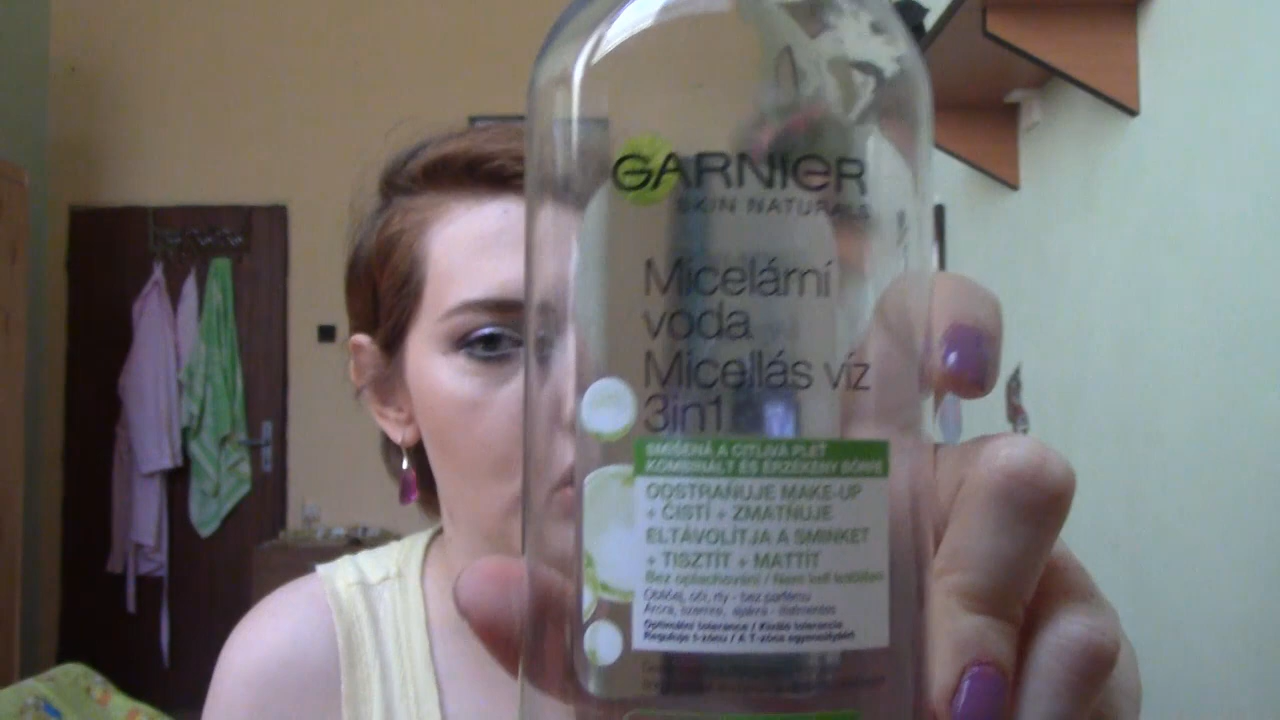 GARNIER
SKIN NATURALS
Micelární
voda
Micellás víz
3in1
SMÍŠENÁ A CITLIVÁ PLEŤ
KOMBINÁLT ÉS ÉRZÉKENY BŐRRE
ODSTRAŇUJE MAKE-UP
+ ČISTÍ + ZMATŇUJE
ELTÁVOLÍTJA A SMINKET
+ TISZTÍT + MATTÍT
Bez oplachování / Nem kell leöblíteni
Obličej, oči, rty - bez parfému
Arcra, szemre, ajakra - illatmentes
Optimální tolerance / Kiváló tolerancia
Reguluje t-zónu / A T-zóna egyensúlyáért